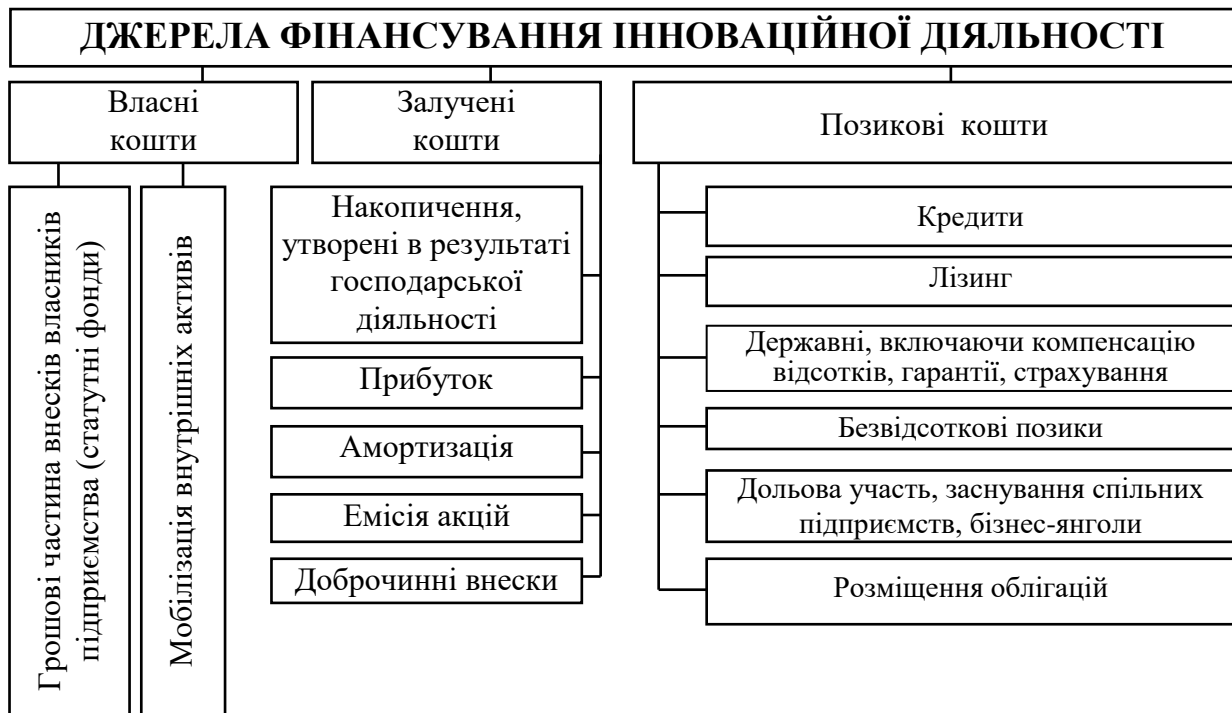 ДЖЕРЕЛА ФІНАНСУВАННЯ ІННОВАЦІЙНОЇ ДІЯЛЬНОСТІ
Власні
кошти
Грошові частина внесків власників
підприємства (статутні фонди)
Мобілізація внутрішніх активів
Залучені
кошти
Накопичення,
утворені в результаті
господарської
діяльності
Прибуток
Амортизація
Емісія акцій
Доброчинні внески
Позикові кошти
Кредити
Лізинг
Державні, включаючи компенсацію
відсотків, гарантії, страхування
Безвідсоткові позики
Дольова участь, заснування спільних
підприємств, бізнес-янголи
Розміщення облігацій